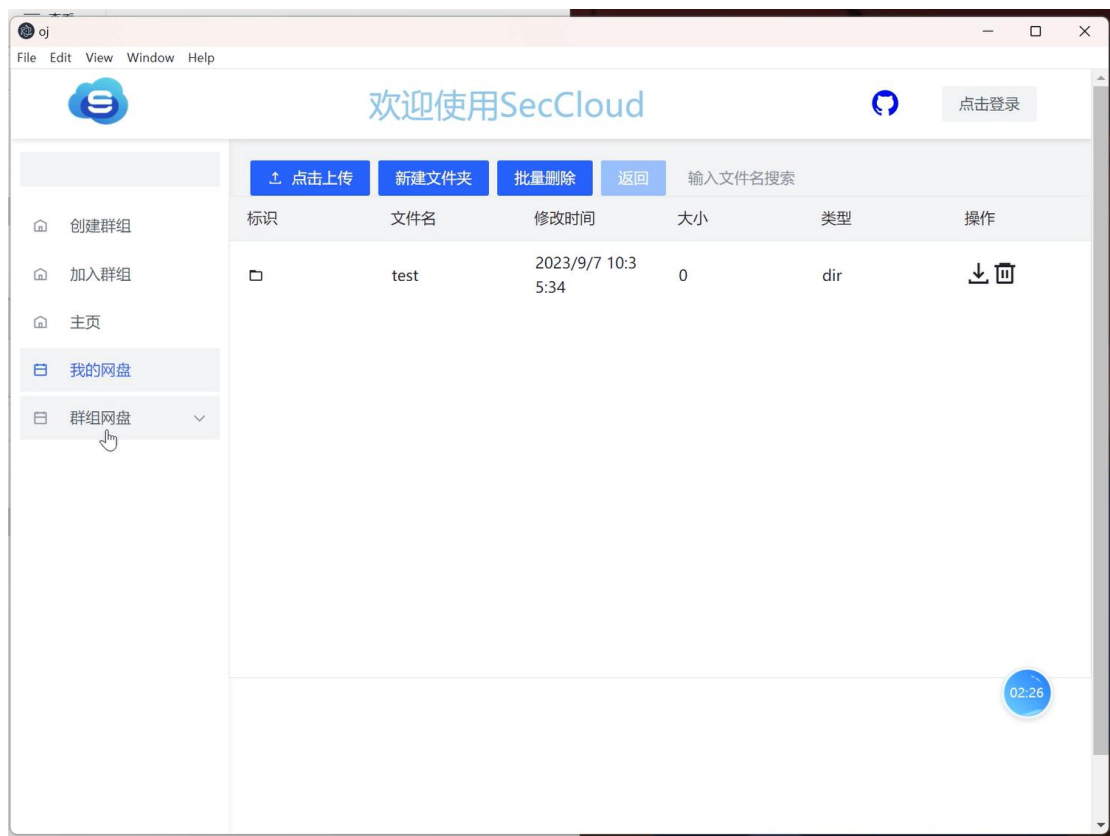 oj
File Edit View Window Help
欢迎使用SecCloud
点击登录
点击上传 新建文件夹 批量删除 返回 输入文件名搜索
标识 文件名 修改时间 大小 类型 操作
创建群组
加入群组
主页
我的网盘
群组网盘
test 2023/9/7 10:3
5:34 0 dir
02:26